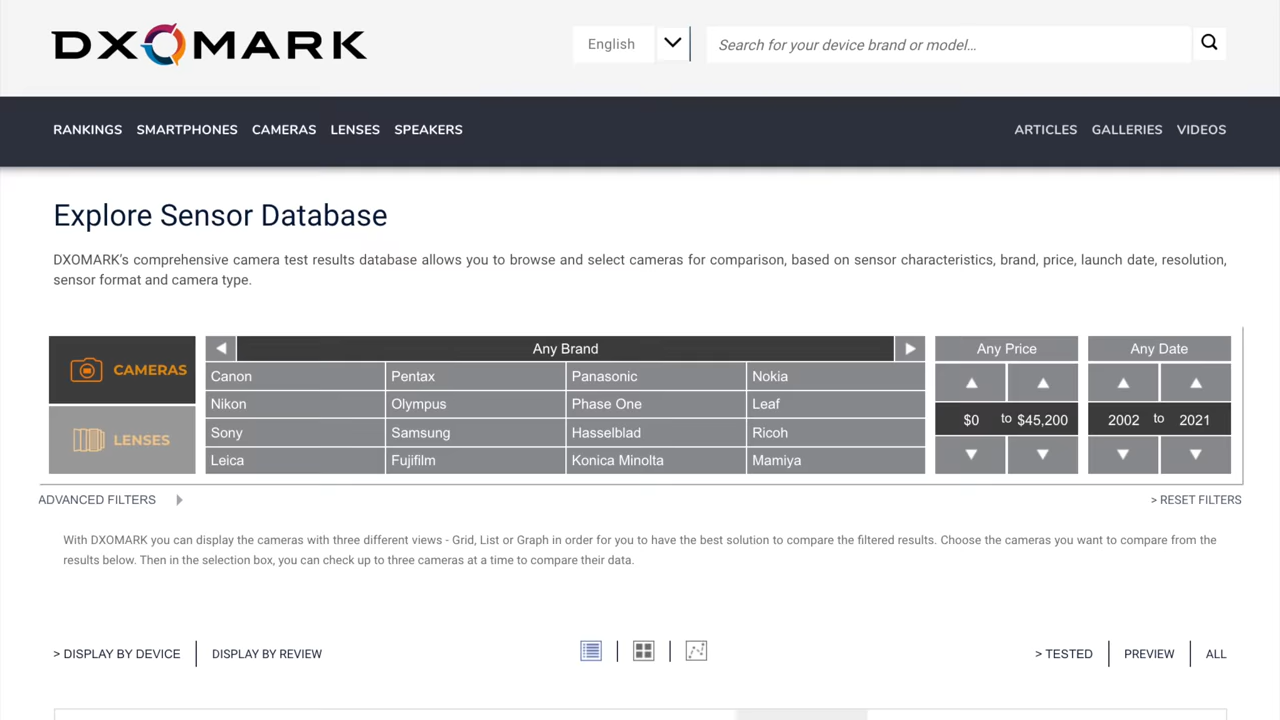 DXOMARK
English
Search for your device brand or model...
RANKINGS SMARTPHONES CAMERAS LENSES SPEAKERS
ARTICLES GALLERIES VIDEOS
Explore Sensor Database
DXOMARK's comprehensive camera test results database allows you to browse and select cameras for comparison, based on sensor characteristics, brand, price, launch date, resolution,
sensor format and camera type.
CAMERAS
LENSES
Any Brand
Canon Pentax Panasonic Nokia
Nikon Olympus Phase One Leaf
Sony Samsung Hasselblad Ricoh
Leica Fujifilm Konica Minolta Mamiya
Any Price
$0 to $45,200
Any Date
2002 to 2021
ADVANCED FILTERS
> RESET FILTERS
With DXOMARK you can display the cameras with three different views - Grid, List or Graph in order for you to have the best solution to compare the filtered results. Choose the cameras you want to compare from the
results below. Then in the selection box, you can check up to three cameras at a time to compare their data.
> DISPLAY BY DEVICE
DISPLAY BY REVIEW
> TESTED
PREVIEW
ALL